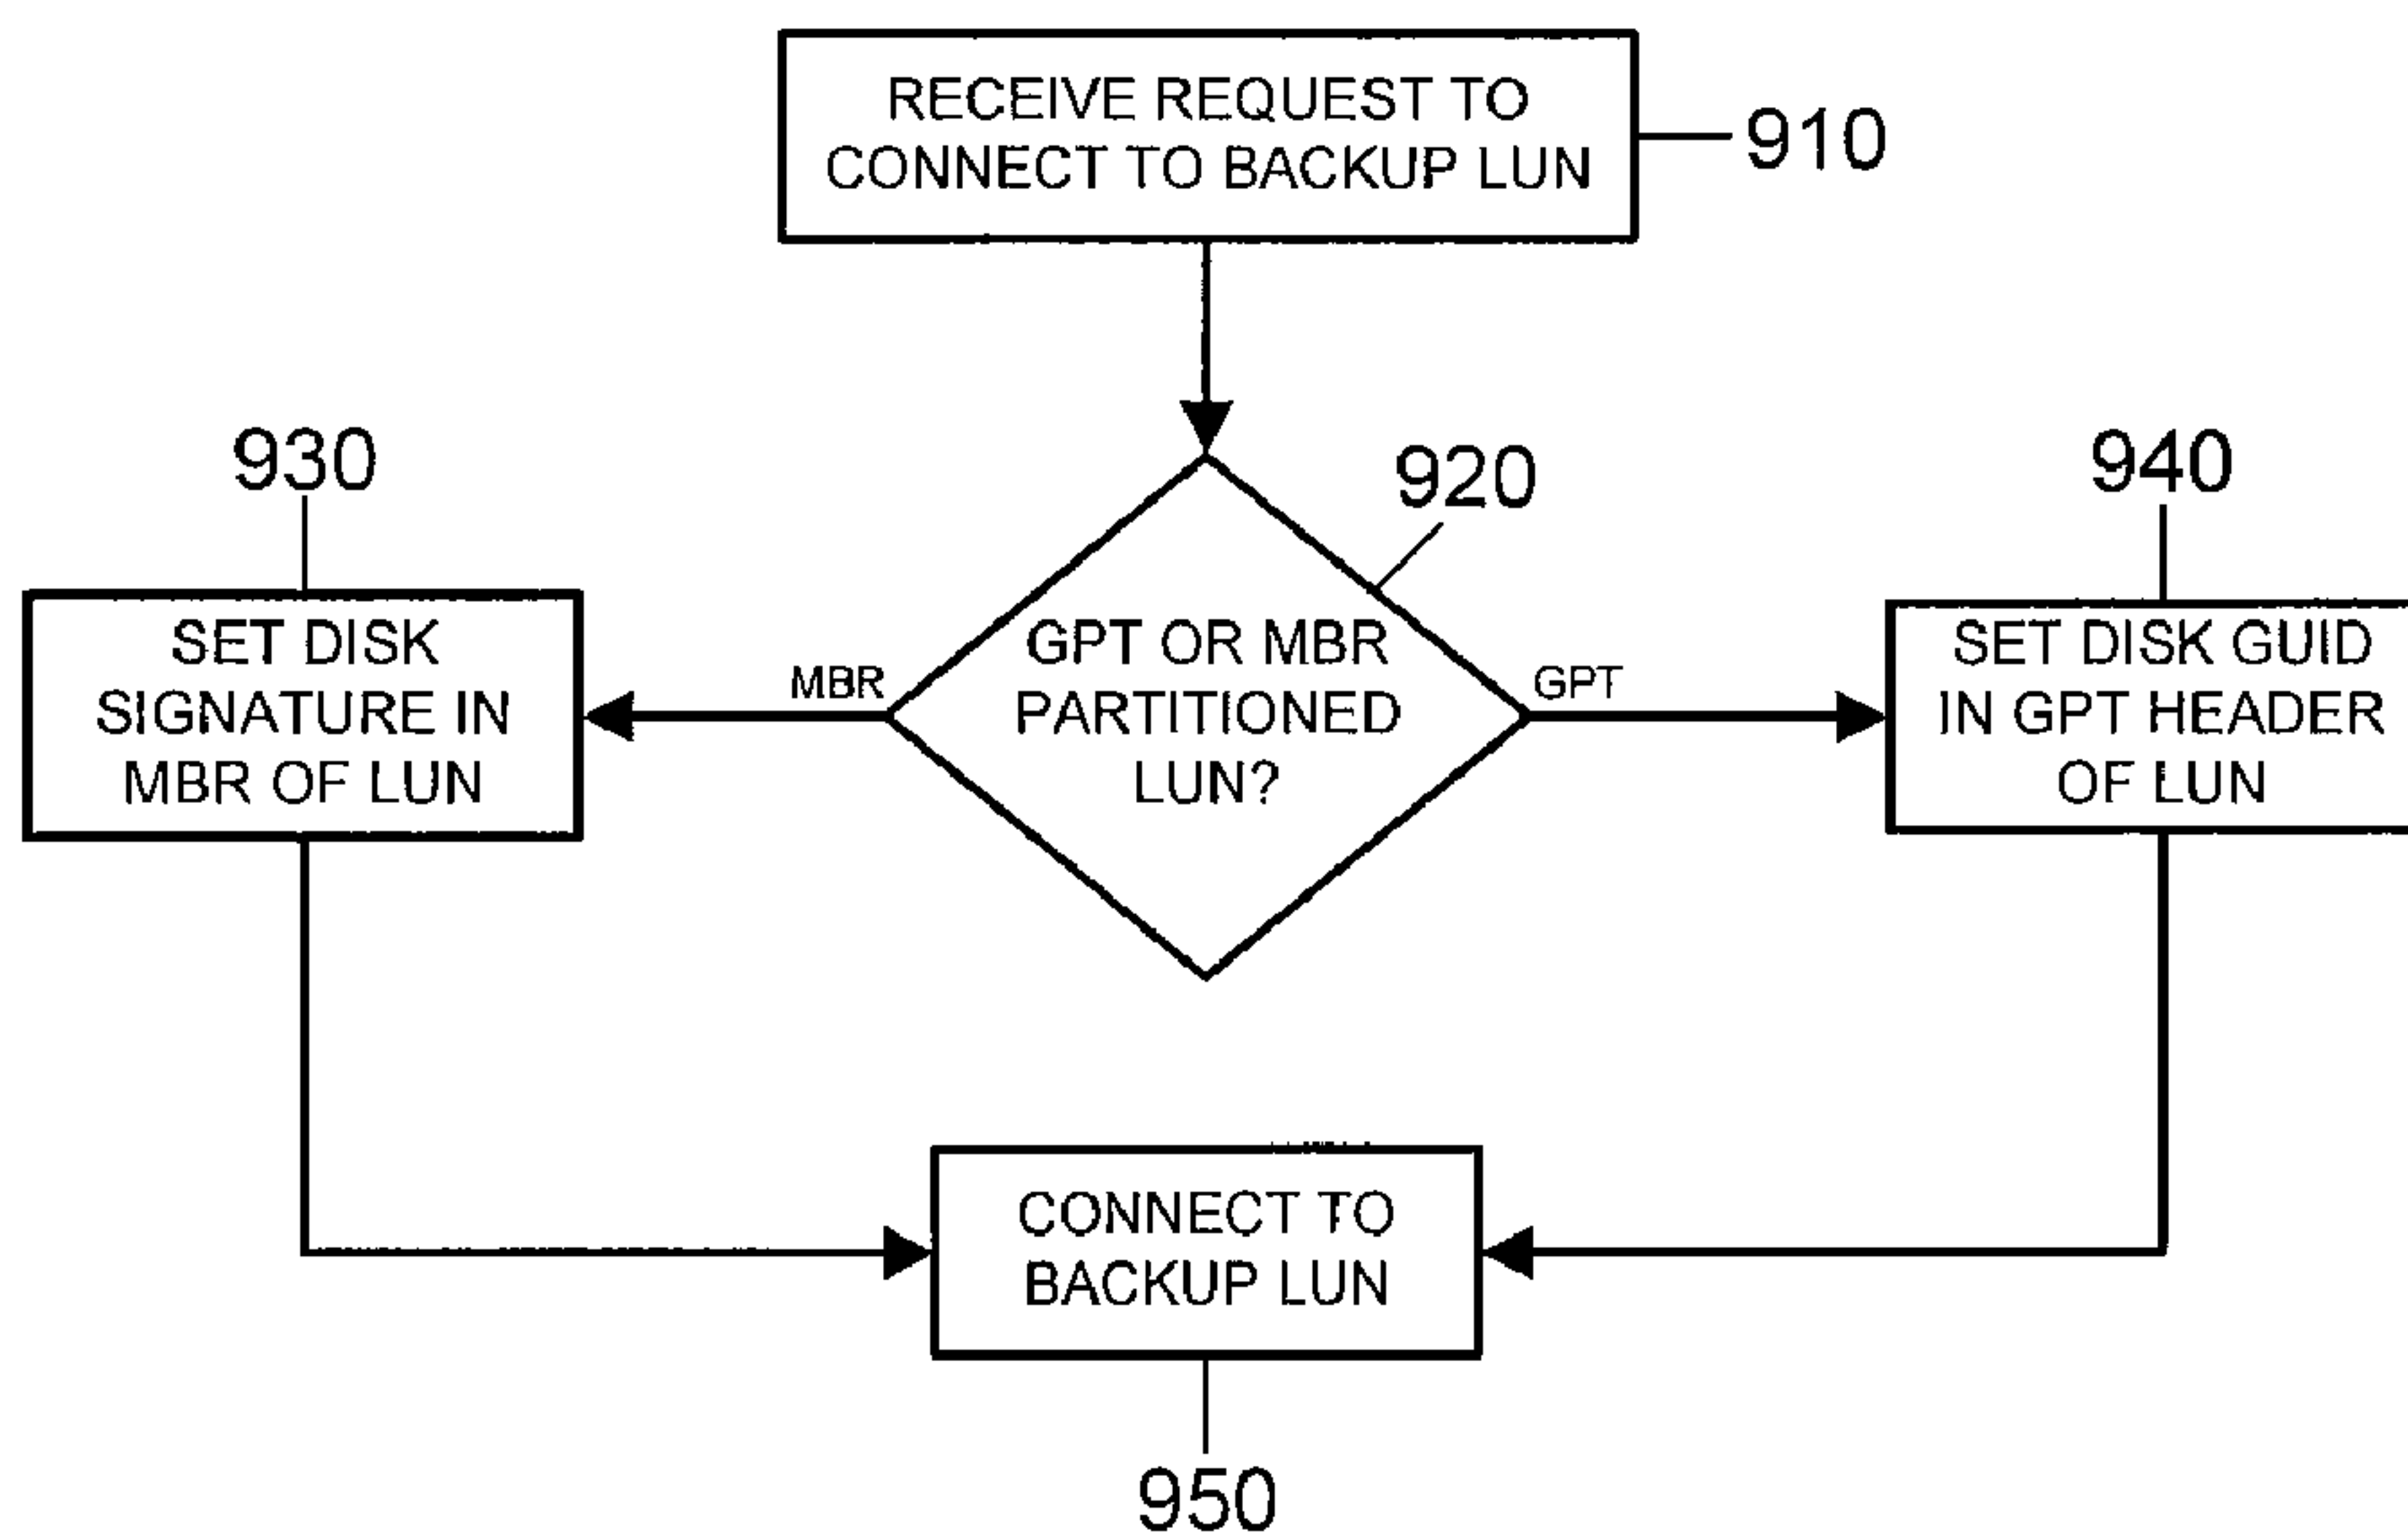 RECEIVE REQUEST TO
CONNECT TO BACKUP LUN
910
920
930
940
SET DISK
SIGNATURE IN
MBR OF LUN
MBR
GPT OR MBR
PARTITIONED
LUN?
GPT
SET DISK GUID
IN GPT HEADER
OF LUN
CONNECT TO
BACKUP LUN
950